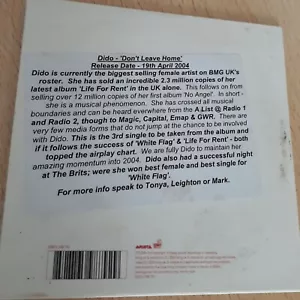 Dido - 'Don't Leave Home'
Release Date - 19th April 2004
Dido is currently the biggest selling female artist on BMG UK's
roster. She has sold an incredible 2.3 million copies of her
latest album 'Life For Rent' in the UK alone. This follows on from
selling over 12 million copies of her first album 'No Angel'. In short -
she is a musical phenomenon. She has crossed all musical
boundaries and can be heard everywhere from the A List @ Radio 1
and Radio 2, though to Magic, Capital, Emap & GWR. There are
very few media forms that do not jump at the chance to be involved
with Dido. This is the 3rd single to be taken from the album and
if it follows the success of 'White Flag' & 'Life For Rent' - both
topped the airplay chart. We are fully Dido to maintain her
amazing momentum into 2004. Dido also had a successful night
at The Brits; were she won best female and best single for
'White Flag'.
For more info speak to Tonya, Leighton or Mark.
ARISTA
BMG